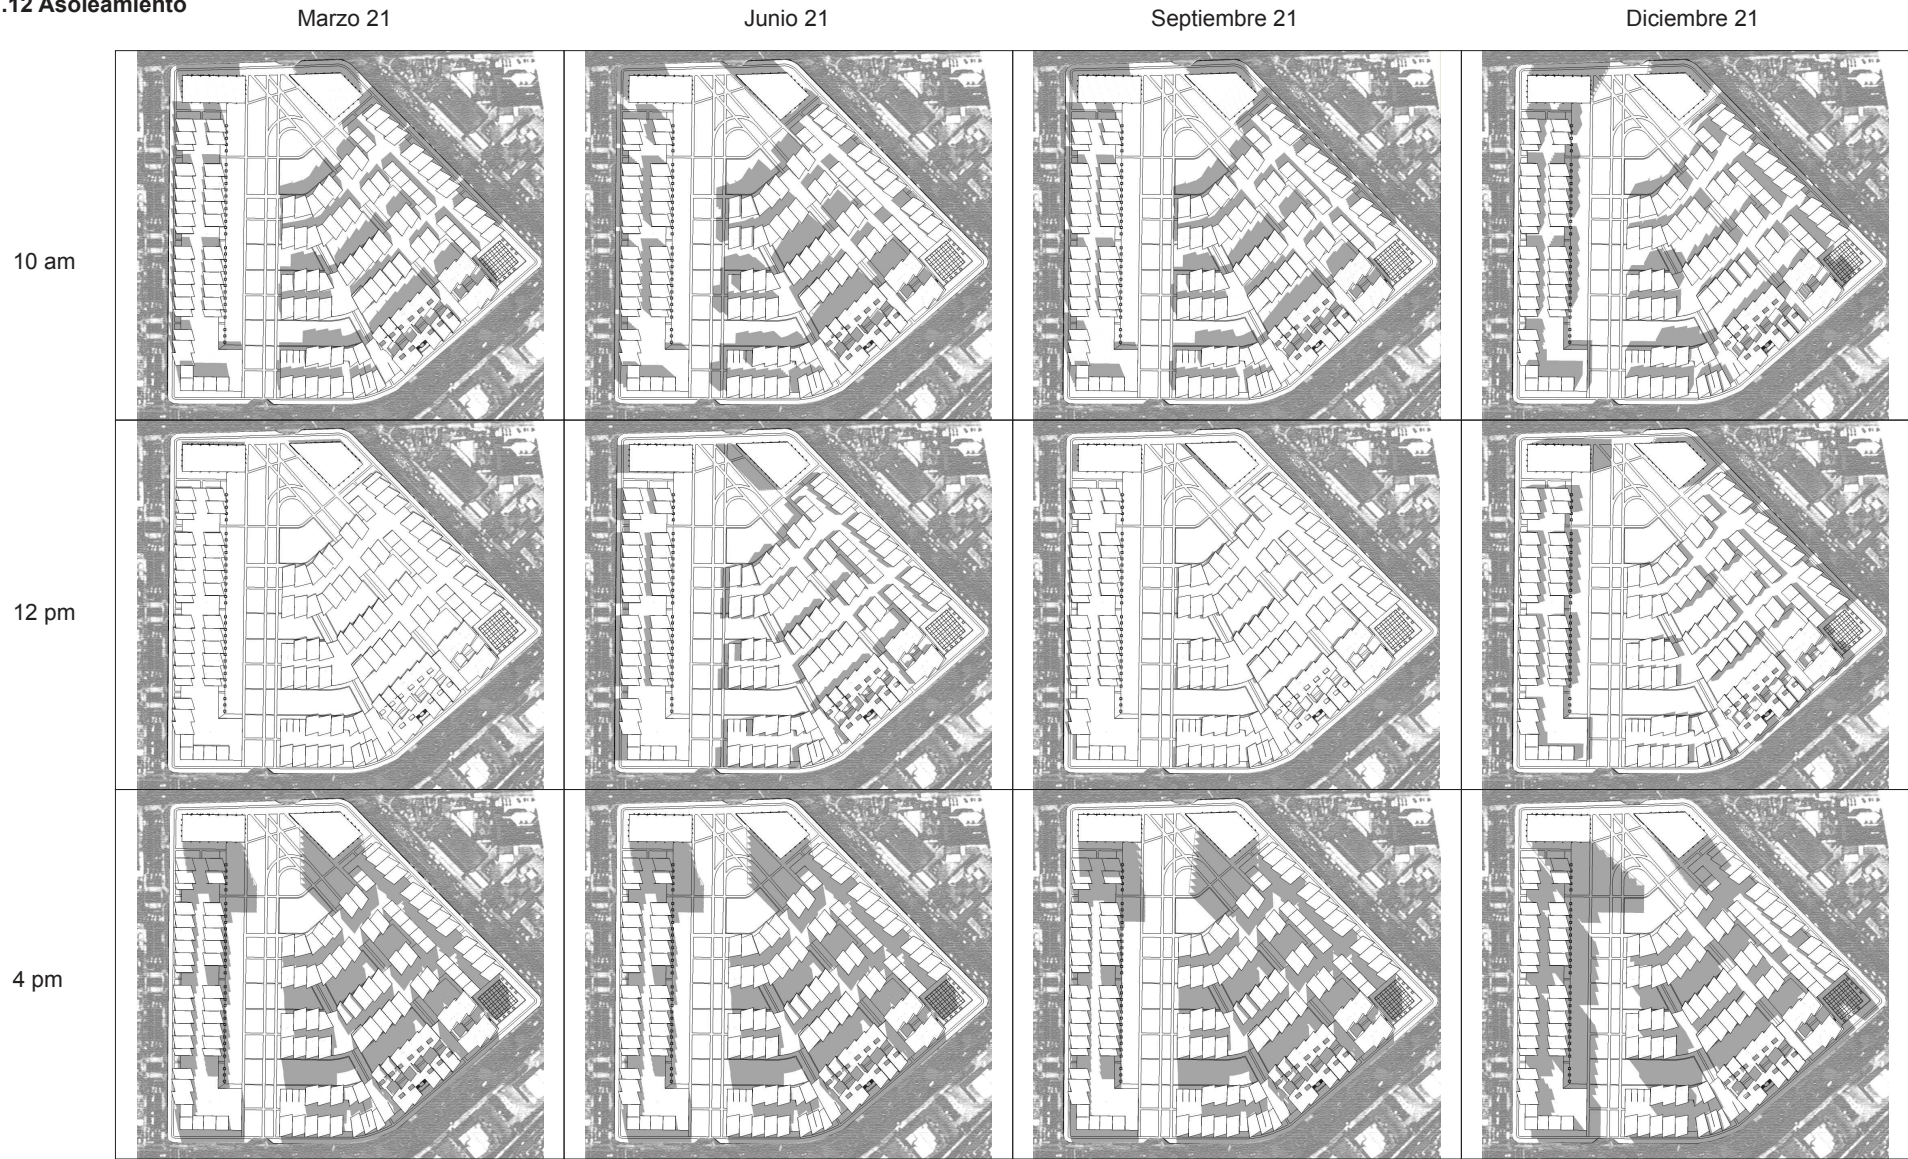 .12 Asoleamiento
Marzo 21
Junio 21
Septiembre 21
Diciembre 21
10 am
12 pm
4 pm